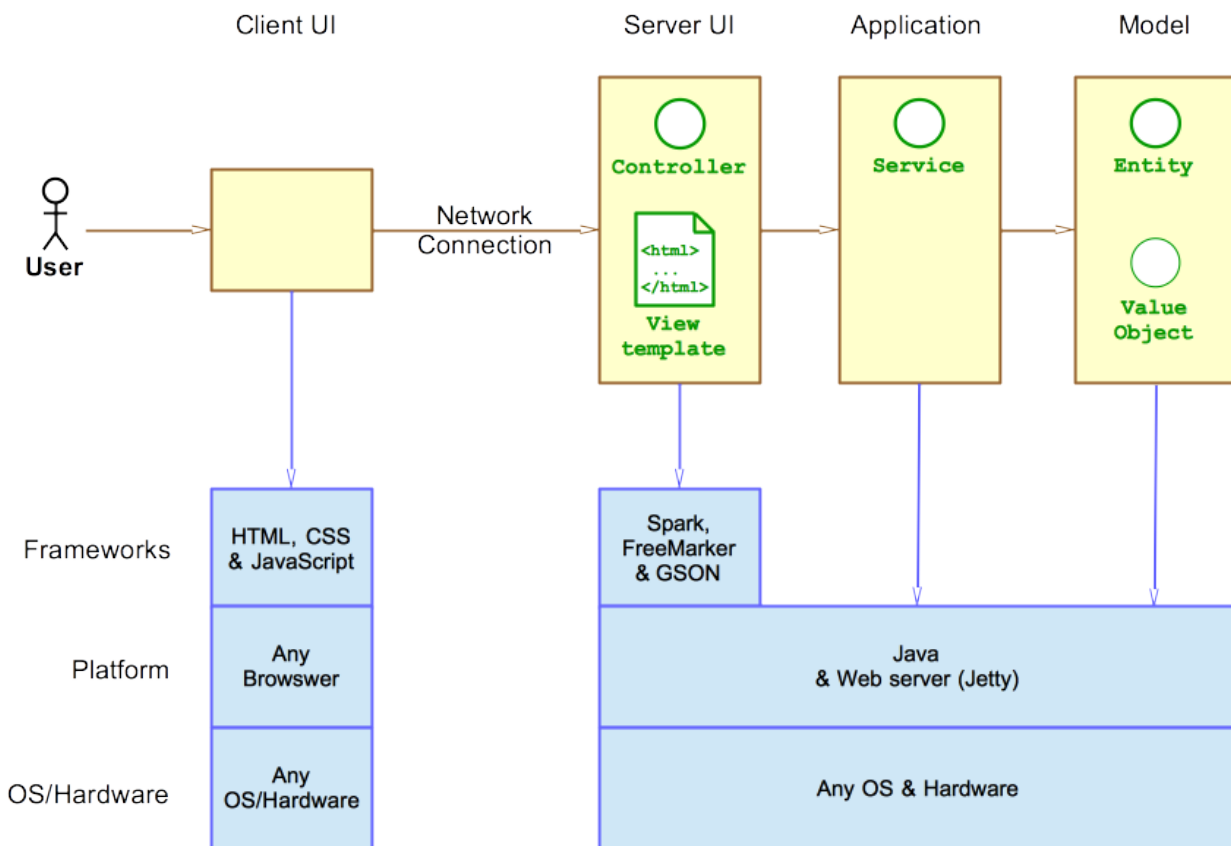 Client UI
Server UI
Application
Model
Controller
Service
Entity
Network
Connection
User
<html>
...
</html>
View
template
Value
Object
Frameworks
HTML, CSS
& JavaScript
Spark,
FreeMarker
& GSON
Platform
Any
Browswer
Java
& Web server (Jetty)
OS/Hardware
Any
OS/Hardware
Any OS & Hardware